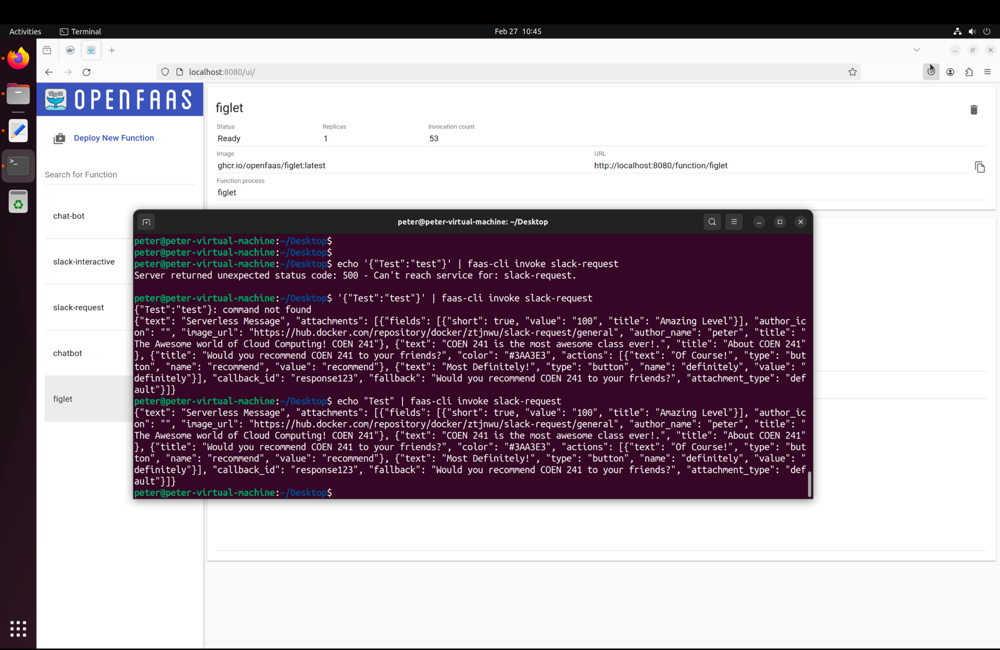 Activities
Terminal
Feb 27 10:45
localhost:8080/ui/
OPENFAAS
Deploy New Function
Search for Function
chat-bot
slack-interactive
slack-request
chatbot
figlet
figlet
Status
Replicas
Invocation count
Ready
1
53
Image
URL
ghcr.io/openfaas/figlet:latest
http://localhost:8080/function/figlet
Function process
figlet
peter@peter-virtual-machine: ~/Desktop
peter@peter-virtual-machine:~/Desktop$
peter@peter-virtual-machine:~/Desktop$
peter@peter-virtual-machine:~/Desktop$ echo '{"Test":"test"}' | faas-cli invoke slack-request
Server returned unexpected status code: 500 - Can't reach service for: slack-request.
peter@peter-virtual-machine:~/Desktop$ '{"Test":"test"}' | faas-cli invoke slack-request
{"Test":"test"}: command not found
{"text": "Serverless Message", "attachments": [{"fields": [{"short": true, "value": "100", "title": "Amazing Level"}], "author_ic
on": "", "image_url": "https://hub.docker.com/repository/docker/ztjnwu/slack-request/general", "author_name": "peter", "title": "
The Awesome world of Cloud Computing! COEN 241"}, {"text": "COEN 241 is the most awesome class ever!.", "title": "About COEN 241"
}, {"title": "Would you recommend COEN 241 to your friends?", "color": "#3AA3E3", "actions": [{"text": "Of Course!", "type": "but
ton", "name": "recommend", "value": "recommend"}, {"text": "Most Definitely!", "type": "button", "name": "definitely", "value": "
definitely"}], "callback_id": "response123", "fallback": "Would you recommend COEN 241 to your friends?", "attachment_type": "def
ault"}]}
peter@peter-virtual-machine:~/Desktop$ echo "Test" | faas-cli invoke slack-request
{"text": "Serverless Message", "attachments": [{"fields": [{"short": true, "value": "100", "title": "Amazing Level"}], "author_ic
on": "", "image_url": "https://hub.docker.com/repository/docker/ztjnwu/slack-request/general", "author_name": "peter", "title": "
The Awesome world of Cloud Computing! COEN 241"}, {"text": "COEN 241 is the most awesome class ever!.", "title": "About COEN 241"
}, {"title": "Would you recommend COEN 241 to your friends?", "color": "#3AA3E3", "actions": [{"text": "Of Course!", "type": "but
ton", "name": "recommend", "value": "recommend"}, {"text": "Most Definitely!", "type": "button", "name": "definitely", "value": "
definitely"}], "callback_id": "response123", "fallback": "Would you recommend COEN 241 to your friends?", "attachment_type": "def
ault"}]}
peter@peter-virtual-machine:~/Desktop$